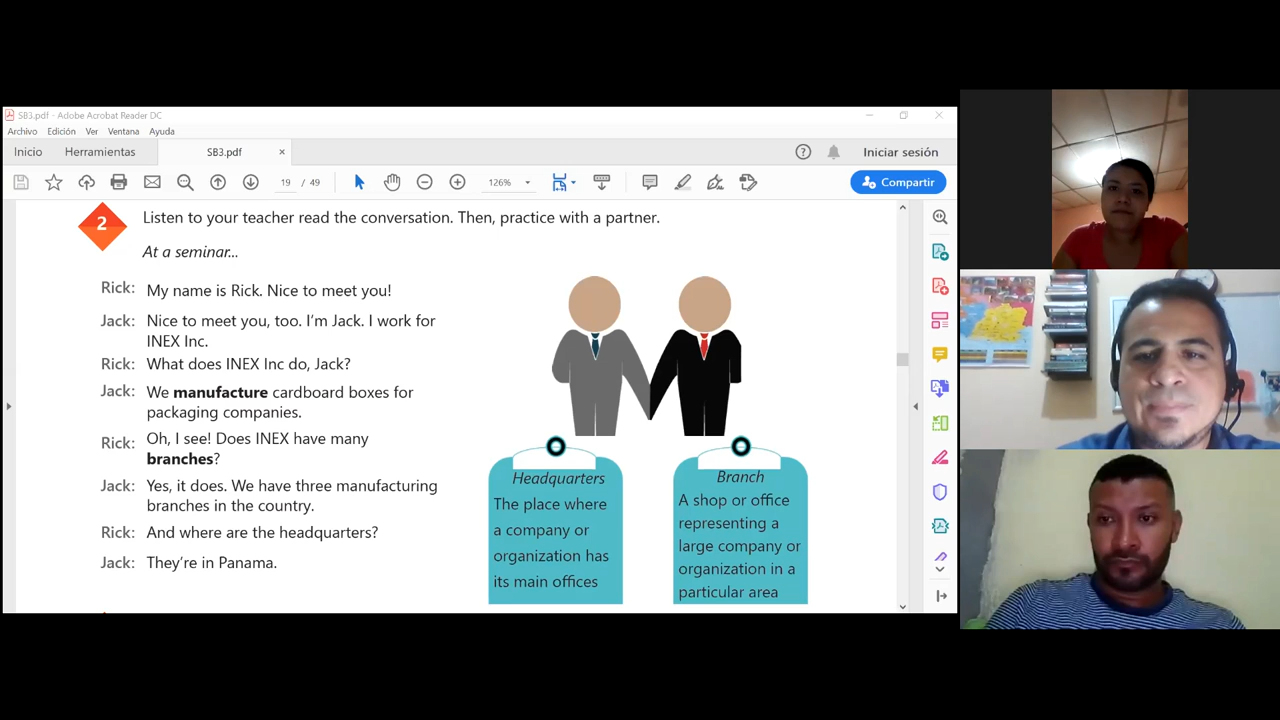 SB3.pdf - Adobe Acrobat Reader DC
Archivo Edición Ver Ventana Ayuda
Inicio Herramientas SB3.pdf × Iniciar sesión
19 / 49 126% Compartir
2 Listen to your teacher read the conversation. Then, practice with a partner.
At a seminar...
Rick: My name is Rick. Nice to meet you!
Jack: Nice to meet you, too. I'm Jack. I work for
INEX Inc.
Rick: What does INEX Inc do, Jack?
Jack: We manufacture cardboard boxes for
packaging companies.
Rick: Oh, I see! Does INEX have many
branches?
Jack: Yes, it does. We have three manufacturing
branches in the country.
Rick: And where are the headquarters?
Jack: They're in Panama.
Headquarters
The place where
a company or
organization has
its main offices
Branch
A shop or office
representing a
large company or
organization in a
particular area